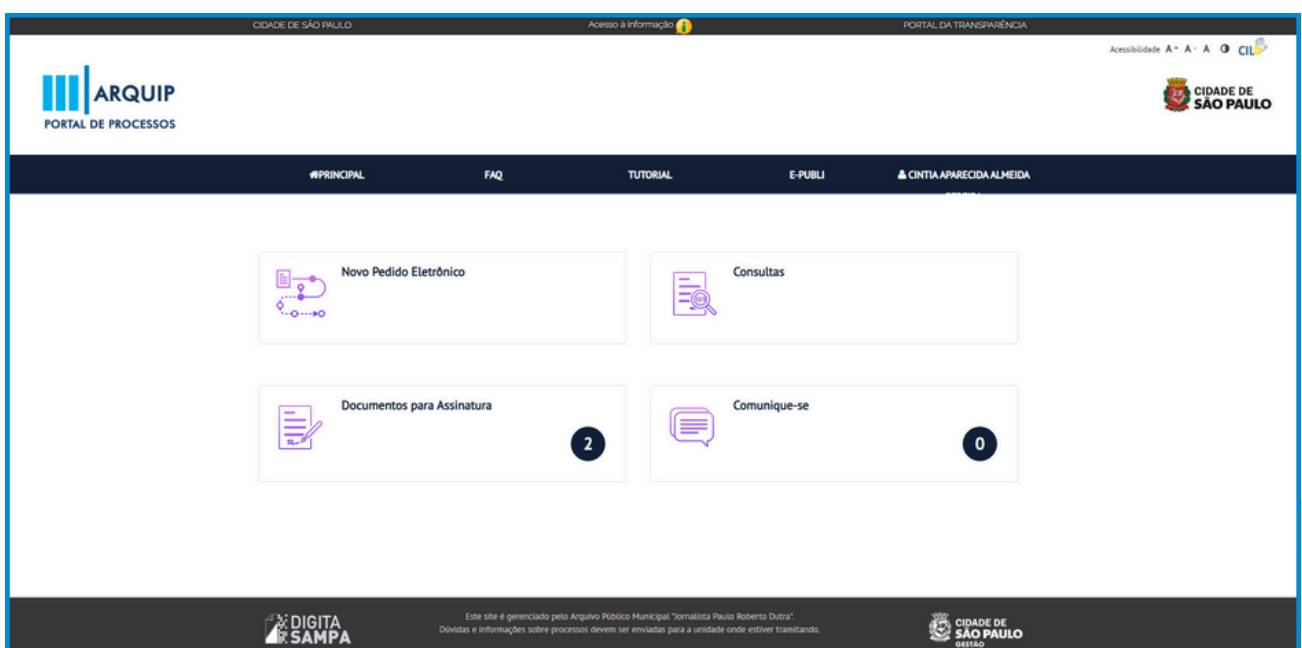 CIDADE DE SÃO PAULO
Acesso à informação
PORTAL DA TRANSPARÊNCIA
Acessibilidade A+ A- A CIL
ARQUIP
PORTAL DE PROCESSOS
CIDADE DE
SÃO PAULO
PRINCIPAL
FAQ
TUTORIAL
E-PUBLI
CINTIA APARECIDA ALMEIDA
Novo Pedido Eletrônico
Consultas
Documentos para Assinatura
2
Comunique-se
0
DIGITA
SAMPA
Este site é gerenciado pelo Arquivo Público Municipal "Jornalista Paulo Roberto Dutra".
Dúvidas e informações sobre processos devem ser enviadas para a unidade onde estiver tramitando.
CIDADE DE
SÃO PAULO
GESTÃO